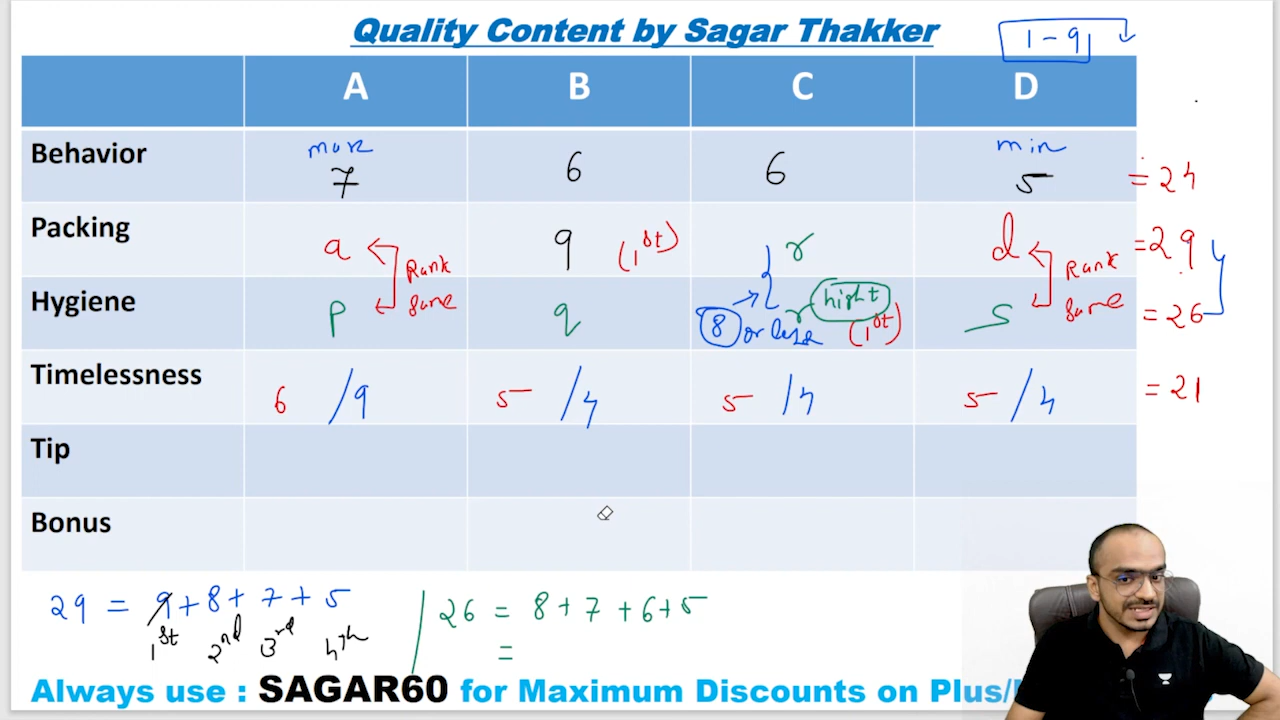 Quality Content by Sagar Thakker
1 - 9
A B C D
Behavior max 7 6 6 min 5 = 24
Packing a 9 (1st) r d = 29
Rank same Rank same
Hygiene p q 8 or less r hight (1st) s = 26
Timelessness 6 /9 5 /4 5 /4 5 /4 = 21
Tip
Bonus
29 = 9 + 8 + 7 + 5
1st 2nd 3rd 4th
26 = 8 + 7 + 6 + 5
=
Always use : SAGAR60 for Maximum Discounts on Plus/